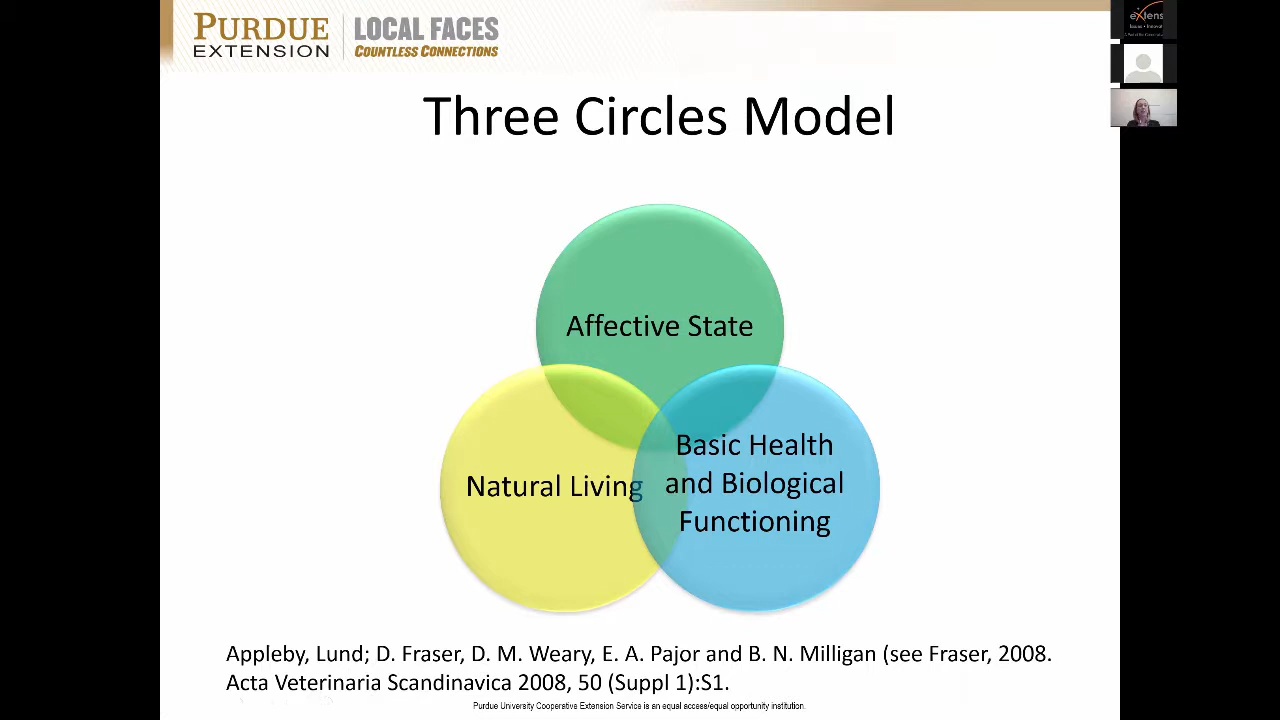 PURDUE
EXTENSION
LOCAL FACES
COUNTLESS CONNECTIONS
eXtens
Three Circles Model
Affective State
Natural Living
Basic Health
and Biological
Functioning
Appleby, Lund; D. Fraser, D. M. Weary, E. A. Pajor and B. N. Milligan (see Fraser, 2008.
Acta Veterinaria Scandinavica 2008, 50 (Suppl 1):S1.
Purdue University Cooperative Extension Service is an equal access/equal opportunity institution.